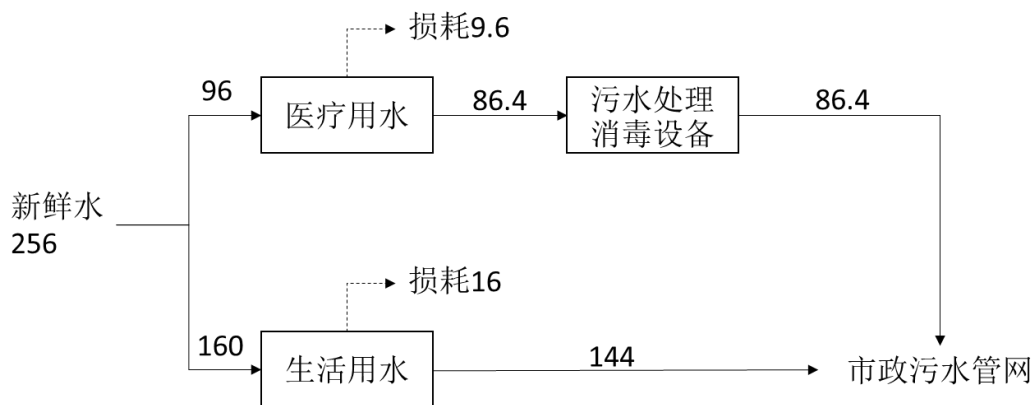 损耗9.6
96
医疗用水
86.4
污水处理
消毒设备
86.4
新鲜水
256
损耗16
160
生活用水
144
市政污水管网